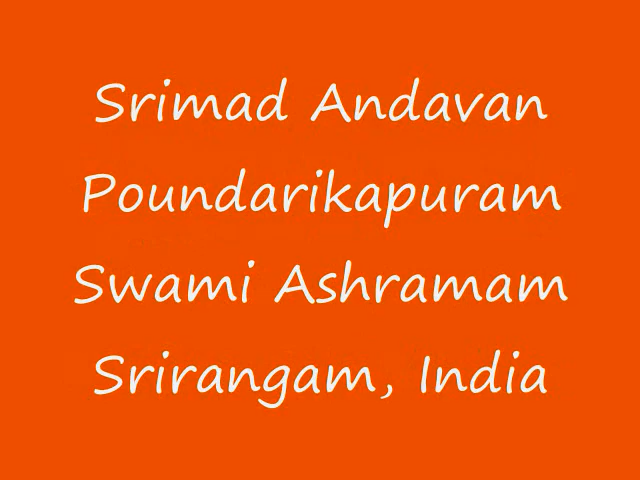 Srimad Andavan
Poundarikapuram
Swami Ashramam
Srirangam, India